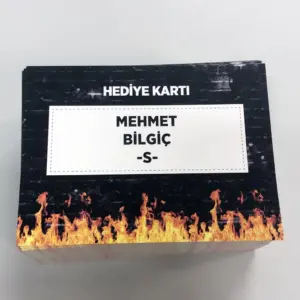 HEDİYE KARTI
MEHMET
BİLGİÇ
-S-